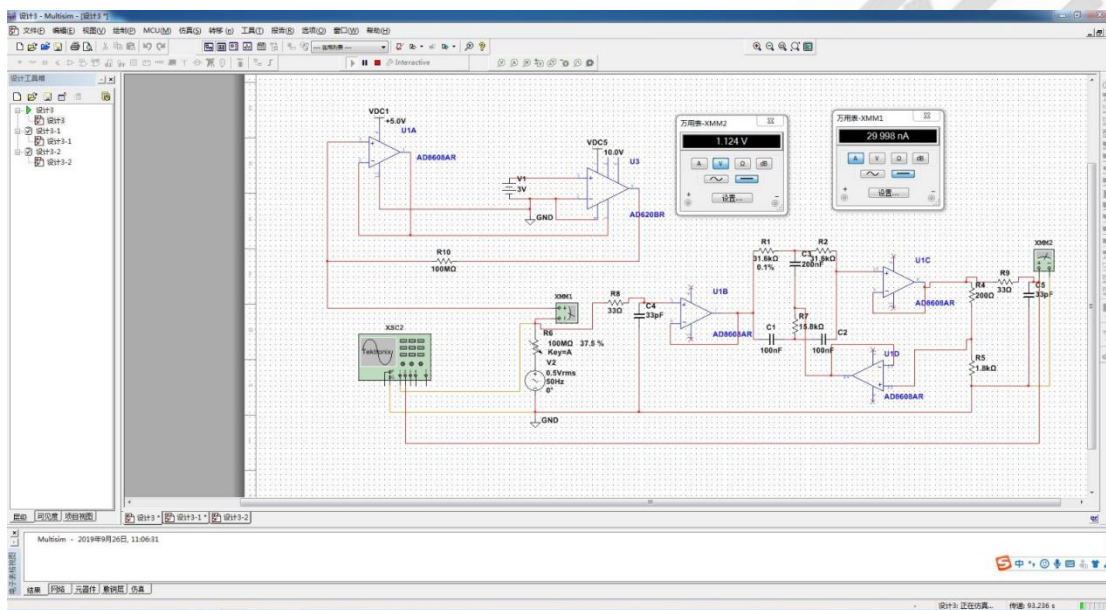 设计3 - Multisim - [设计3 *]
文件(F) 编辑(E) 视图(V) 绘制(P) MCU(M) 仿真(S) 转移(n) 工具(T) 报告(R) 选项(O) 窗口(W) 帮助(H)
Interactive
设计工具箱
设计3
设计3
设计3-1
设计3-1
设计3-2
设计3-2
层级 可见度 项目视图
VDC1
+5.0V
U1A
AD8608AR
VDC5
10.0V
U3
V1
3V
GND
AD620BR
R10
100MΩ
万用表-XMM2
1.124 V
A V Ω dB
设置...
万用表-XMM1
29.998 nA
A V Ω dB
设置...
XSC2
Tektronix
XMM1
R8
33Ω
C4
33pF
U1B
AD8608AR
R6
100MΩ 37.5 %
Key=A
V2
0.5Vrms
50Hz
0°
GND
R1
31.6kΩ
0.1%
R2
31.6kΩ
C3
200nF
R7
15.8kΩ
C1
100nF
C2
100nF
U1C
AD8608AR
U1D
AD8608AR
R4
200Ω
R5
1.8kΩ
R9
33Ω
C5
33pF
XMM2
设计3 * 设计3-1 * 设计3-2
Multisim - 2019年9月26日, 11:06:31
电子表格视图
结果 网络 元器件 敷铜层 仿真
中
设计3: 正在仿真... 传递: 93.236 s